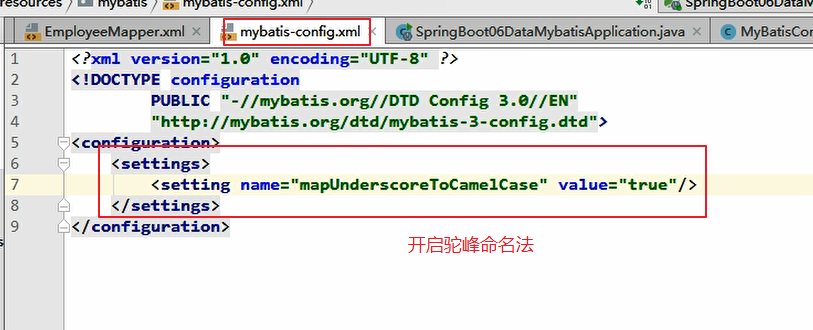 resources mybatis mybatis-config.xml SpringBoot06DataM
EmployeeMapper.xml mybatis-config.xml SpringBoot06DataMybatisApplication.java MyBatisCon
1 <?xml version="1.0" encoding="UTF-8" ?>
2 <!DOCTYPE configuration
3 PUBLIC "-//mybatis.org//DTD Config 3.0//EN"
4 "http://mybatis.org/dtd/mybatis-3-config.dtd">
5 <configuration>
6 <settings>
7 <setting name="mapUnderscoreToCamelCase" value="true"/>
8 </settings>
9 </configuration>
开启驼峰命名法